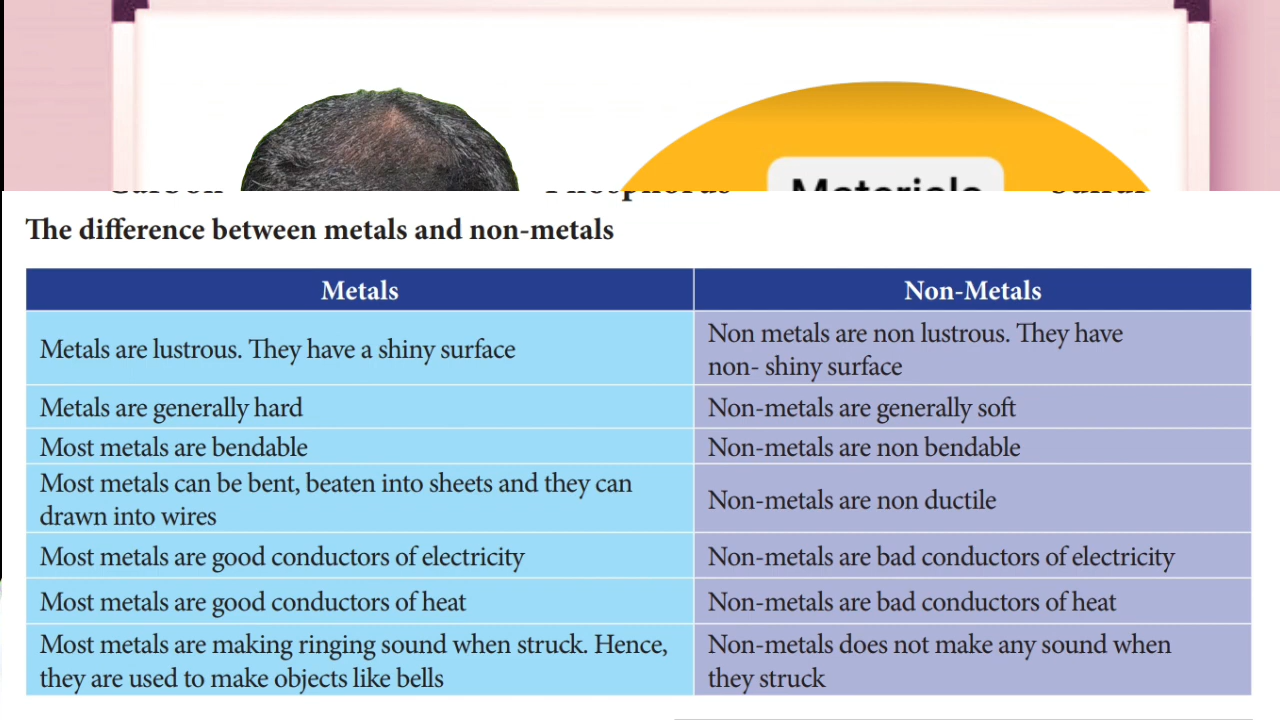 Materials
Carbon Phosphorus Sulfur
The difference between metals and non-metals
Metals Non-Metals
Metals are lustrous. They have a shiny surface
Non metals are non lustrous. They have
non- shiny surface
Metals are generally hard
Non-metals are generally soft
Most metals are bendable
Non-metals are non bendable
Most metals can be bent, beaten into sheets and they can
drawn into wires
Non-metals are non ductile
Most metals are good conductors of electricity
Non-metals are bad conductors of electricity
Most metals are good conductors of heat
Non-metals are bad conductors of heat
Most metals are making ringing sound when struck. Hence,
they are used to make objects like bells
Non-metals does not make any sound when
they struck